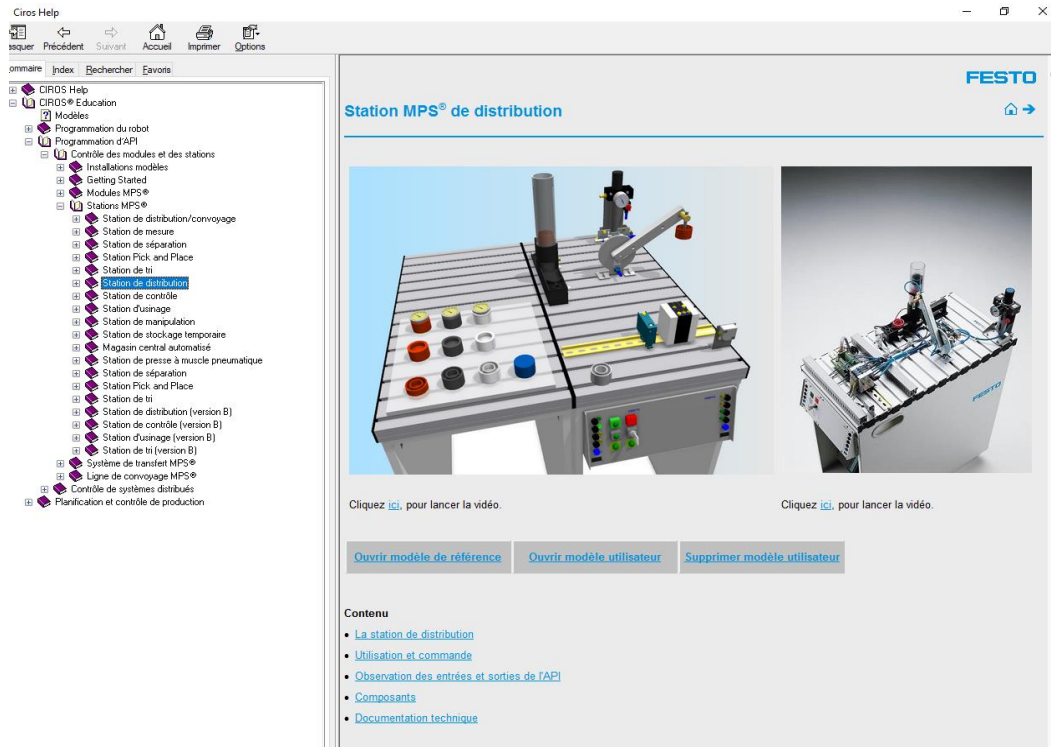 Ciros Help
Précédent Suivant Accueil Imprimer Options
Index Rechercher Favoris
CIROS Help
CIROS® Education
Modèles
Programmation du robot
Programmation d'API
Contrôle des modules et des stations
Installations modèles
Getting Started
Modules MPS®
Stations MPS®
Station de distribution/convoyage
Station de mesure
Station de séparation
Station Pick and Place
Station de tri
Station de distribution
Station de contrôle
Station d'usinage
Station de manipulation
Station de stockage temporaire
Magasin central automatisé
Station de presse à muscle pneumatique
Station de séparation
Station Pick and Place
Station de tri
Station de distribution (version B)
Station de contrôle (version B)
Station d'usinage (version B)
Station de tri (version B)
Système de transfert MPS®
Ligne de convoyage MPS®
Contrôle de systèmes distribués
Planification et contrôle de production
FESTO
Station MPS® de distribution
FESTO
Cliquez ici, pour lancer la vidéo.
Cliquez ici, pour lancer la vidéo.
Ouvrir modèle de référence
Ouvrir modèle utilisateur
Supprimer modèle utilisateur
Contenu
La station de distribution
Utilisation et commande
Observation des entrées et sorties de l'API
Composants
Documentation technique